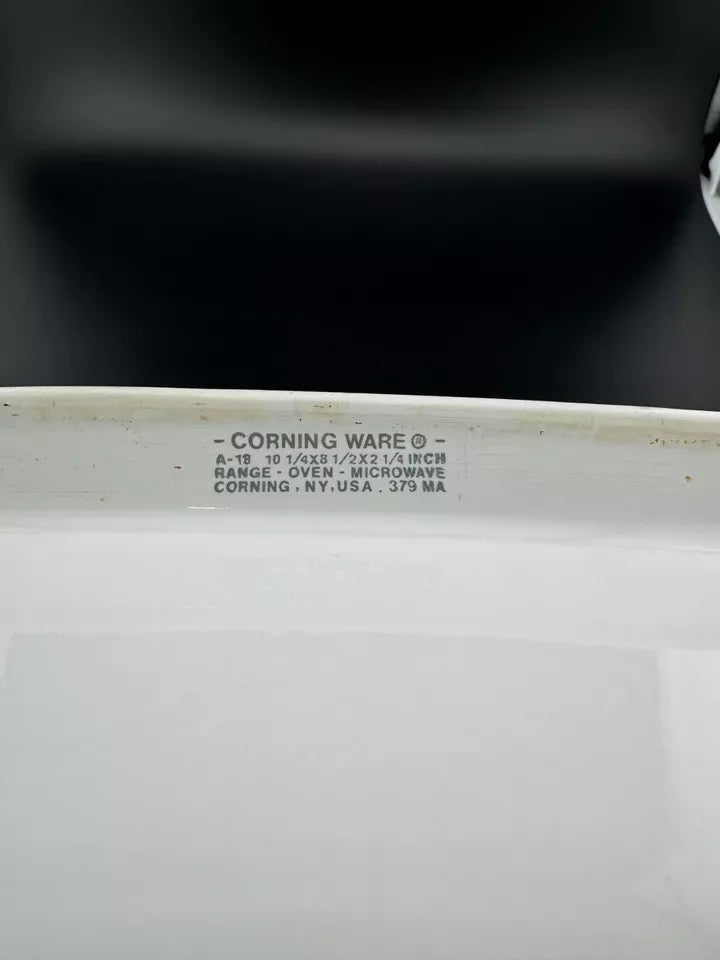 - CORNING WARE ® -
A-18 10 1/4X8 1/2X2 1/4 INCH
RANGE - OVEN - MICROWAVE
CORNING, NY, USA. 379 MA